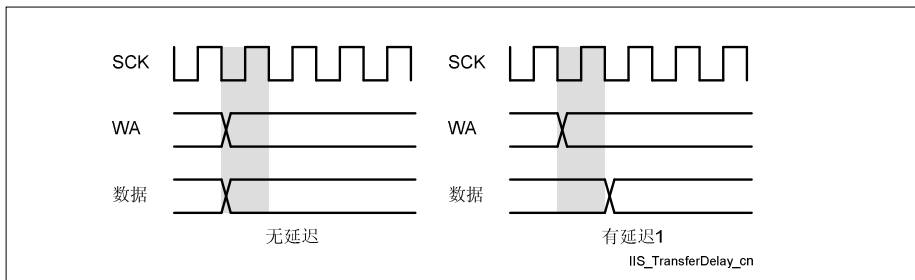 SCK
SCK
WA
WA
数据
数据
无延迟
有延迟1
IIS_TransferDelay_cn